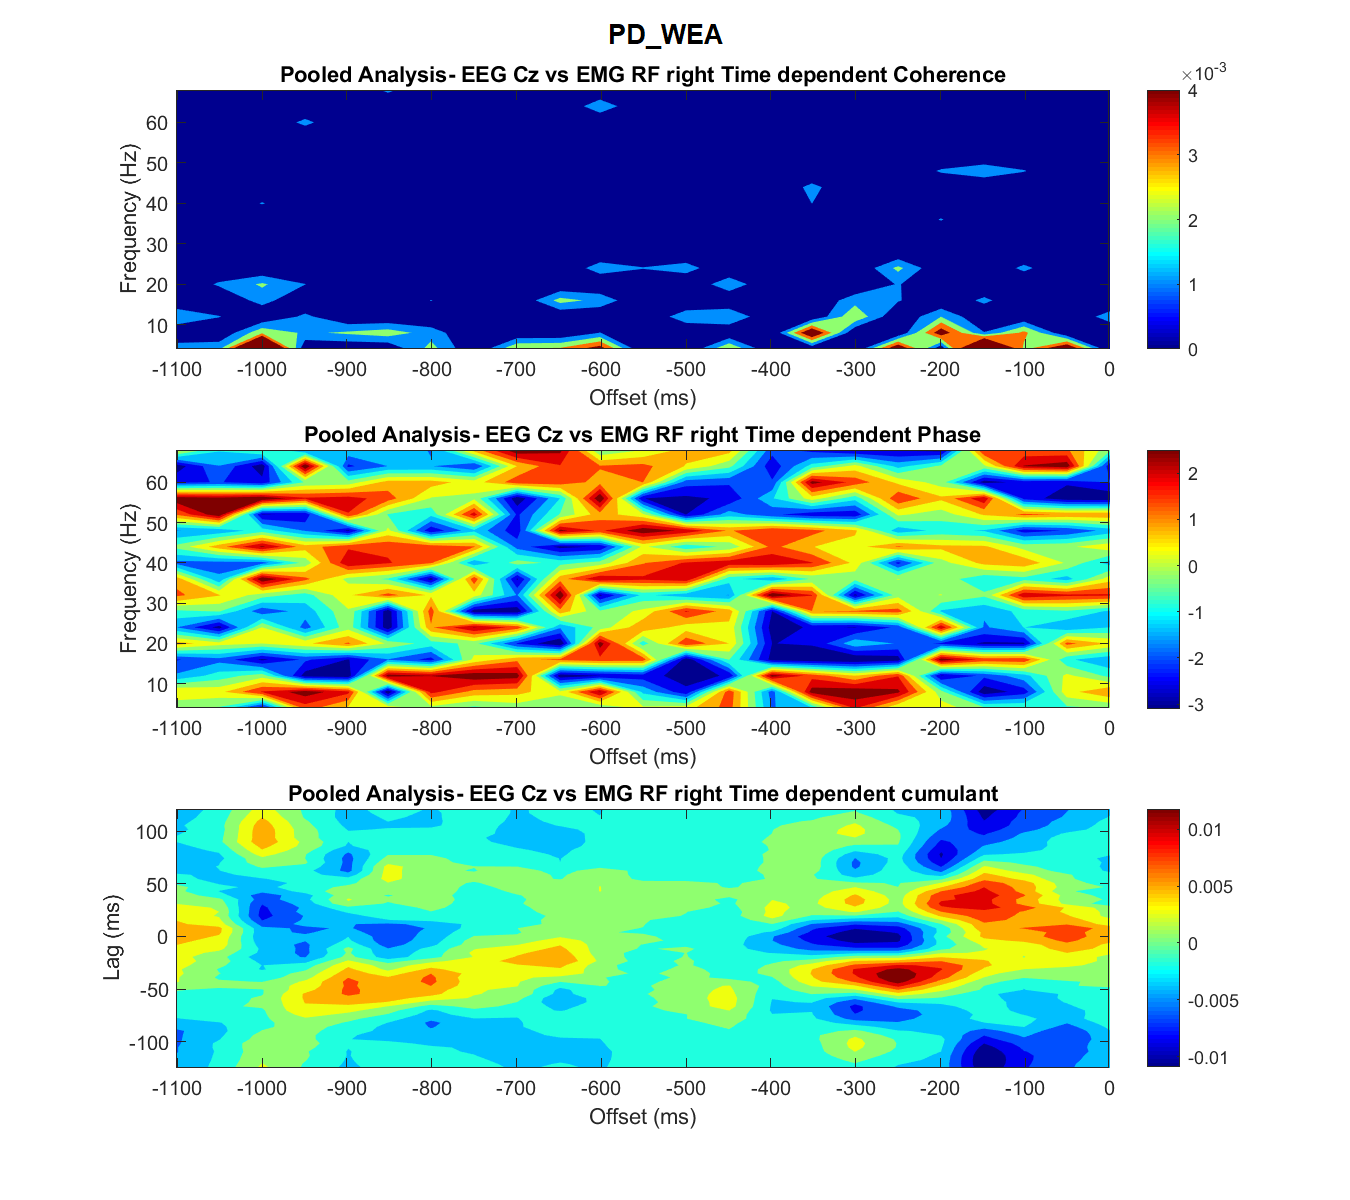 PD_WEA
Pooled Analysis- EEG Cz vs EMG RF right Time dependent Coherence
×10-3
Frequency (Hz)
60
50
40
30
20
10
-1100 -1000 -900 -800 -700 -600 -500 -400 -300 -200 -100 0
Offset (ms)
4
3
2
1
0
Pooled Analysis- EEG Cz vs EMG RF right Time dependent Phase
Frequency (Hz)
60
50
40
30
20
10
-1100 -1000 -900 -800 -700 -600 -500 -400 -300 -200 -100 0
Offset (ms)
2
1
0
-1
-2
-3
Pooled Analysis- EEG Cz vs EMG RF right Time dependent cumulant
Lag (ms)
100
50
0
-50
-100
-1100 -1000 -900 -800 -700 -600 -500 -400 -300 -200 -100 0
Offset (ms)
0.01
0.005
0
-0.005
-0.01